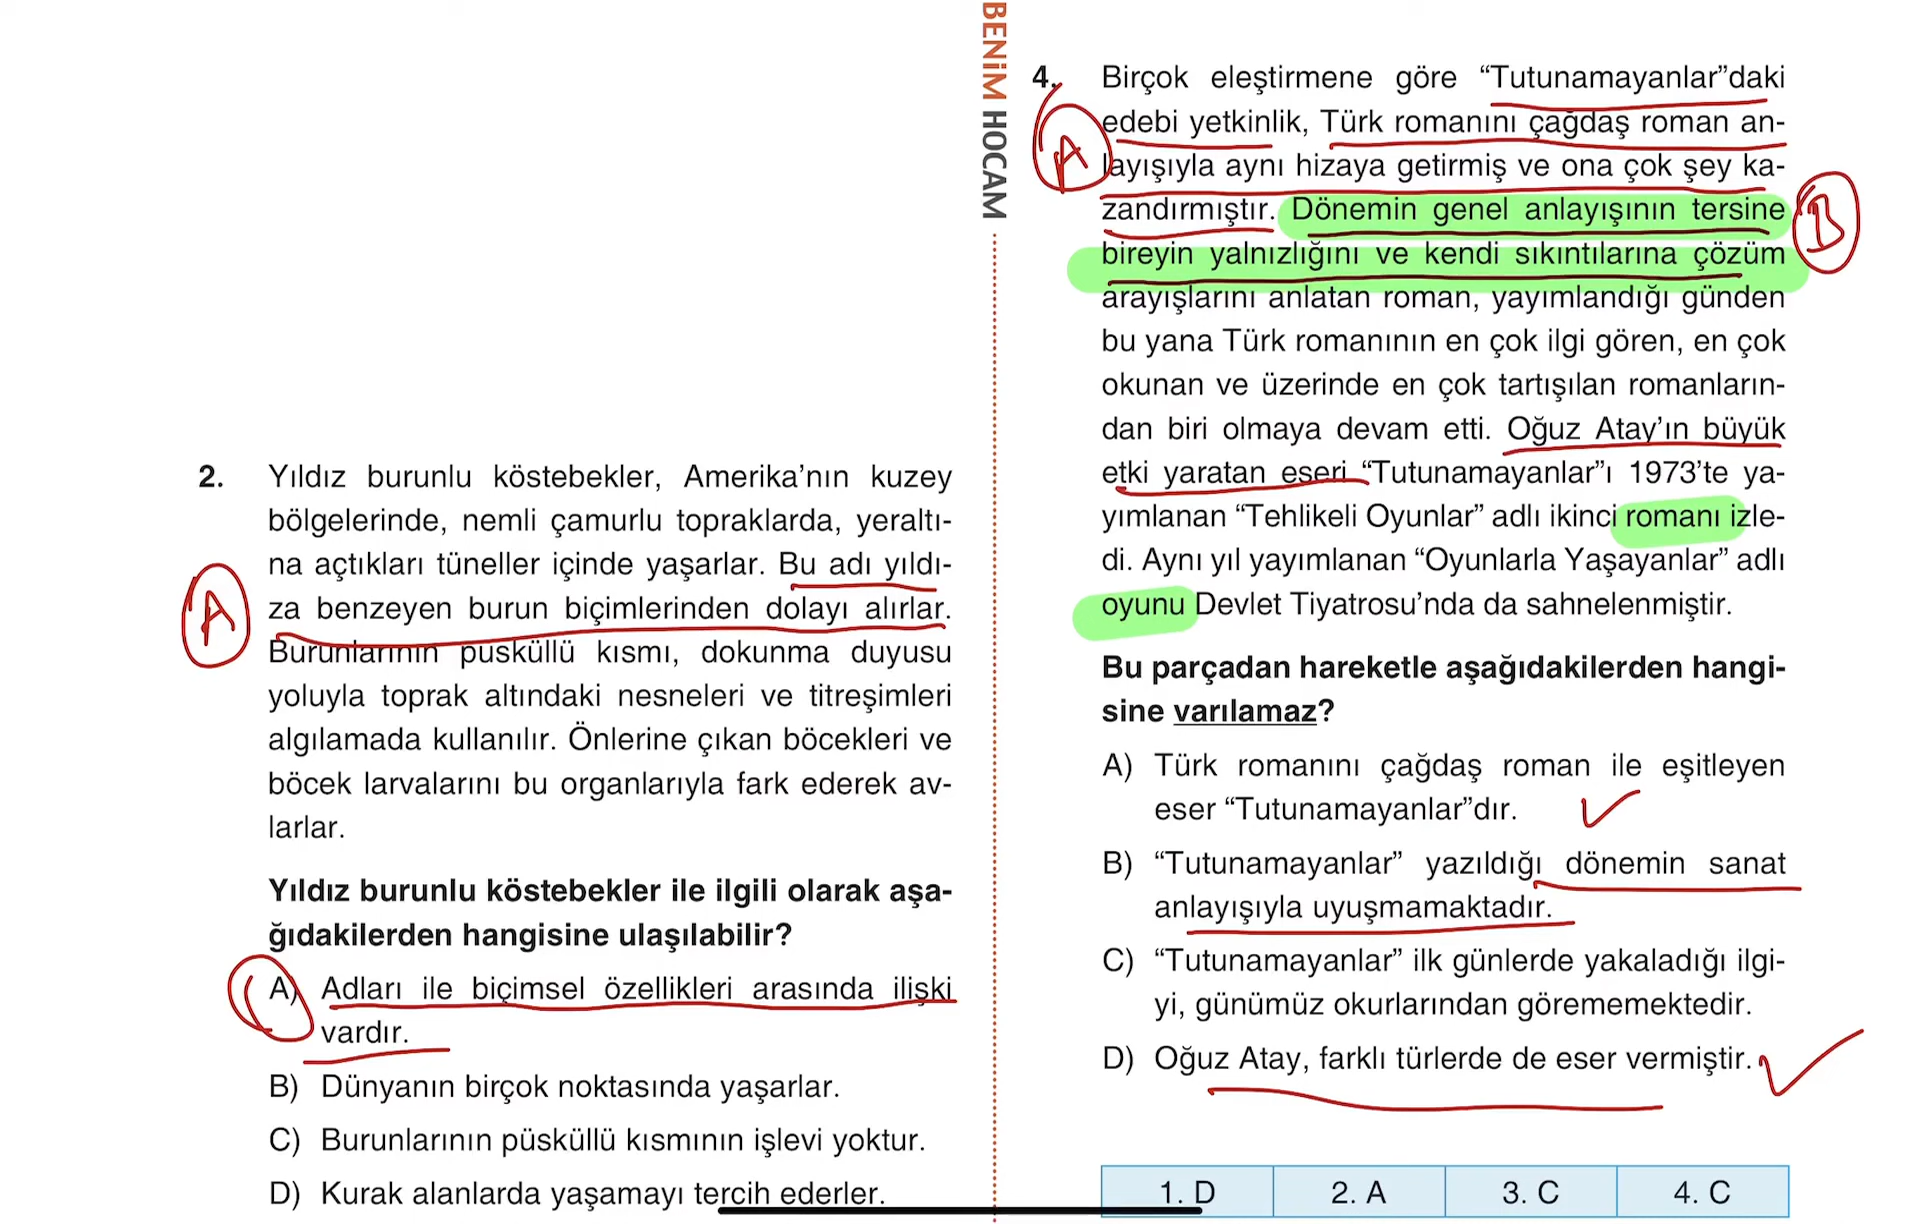 BENİM HOCAM
2. Yıldız burunlu köstebekler, Amerika’nın kuzey
bölgelerinde, nemli çamurlu topraklarda, yeraltı-
na açtıkları tüneller içinde yaşarlar. Bu adı yıldı-
za benzeyen burun biçimlerinden dolayı alırlar.
A
Burunlarının püsküllü kısmı, dokunma duyusu
yoluyla toprak altındaki nesneleri ve titreşimleri
algılamada kullanılır. Önlerine çıkan böcekleri ve
böcek larvalarını bu organlarıyla fark ederek av-
larlar.
Yıldız burunlu köstebekler ile ilgili olarak aşa-
ğıdakilerden hangisine ulaşılabilir?
A) Adları ile biçimsel özellikleri arasında ilişki
vardır.
B) Dünyanın birçok noktasında yaşarlar.
C) Burunlarının püsküllü kısmının işlevi yoktur.
D) Kurak alanlarda yaşamayı tercih ederler.
4. Birçok eleştirmene göre “Tutunamayanlar”daki
edebi yetkinlik, Türk romanını çağdaş roman an-
A
layışıyla aynı hizaya getirmiş ve ona çok şey ka-
zandırmıştır. Dönemin genel anlayışının tersine
B
bireyin yalnızlığını ve kendi sıkıntılarına çözüm
arayışlarını anlatan roman, yayımlandığı günden
bu yana Türk romanının en çok ilgi gören, en çok
okunan ve üzerinde en çok tartışılan romanların-
dan biri olmaya devam etti. Oğuz Atay’ın büyük
etki yaratan eseri “Tutunamayanlar”ı 1973’te ya-
yımlanan “Tehlikeli Oyunlar” adlı ikinci romanı izle-
di. Aynı yıl yayımlanan “Oyunlarla Yaşayanlar” adlı
oyunu Devlet Tiyatrosu’nda da sahnelenmiştir.
Bu parçadan hareketle aşağıdakilerden hangi-
sine varılamaz?
A) Türk romanını çağdaş roman ile eşitleyen
eser “Tutunamayanlar”dır.
B) “Tutunamayanlar” yazıldığı dönemin sanat
anlayışıyla uyuşmamaktadır.
C) “Tutunamayanlar” ilk günlerde yakaladığı ilgi-
yi, günümüz okurlarından görememektedir.
D) Oğuz Atay, farklı türlerde de eser vermiştir.
1. D 2. A 3. C 4. C